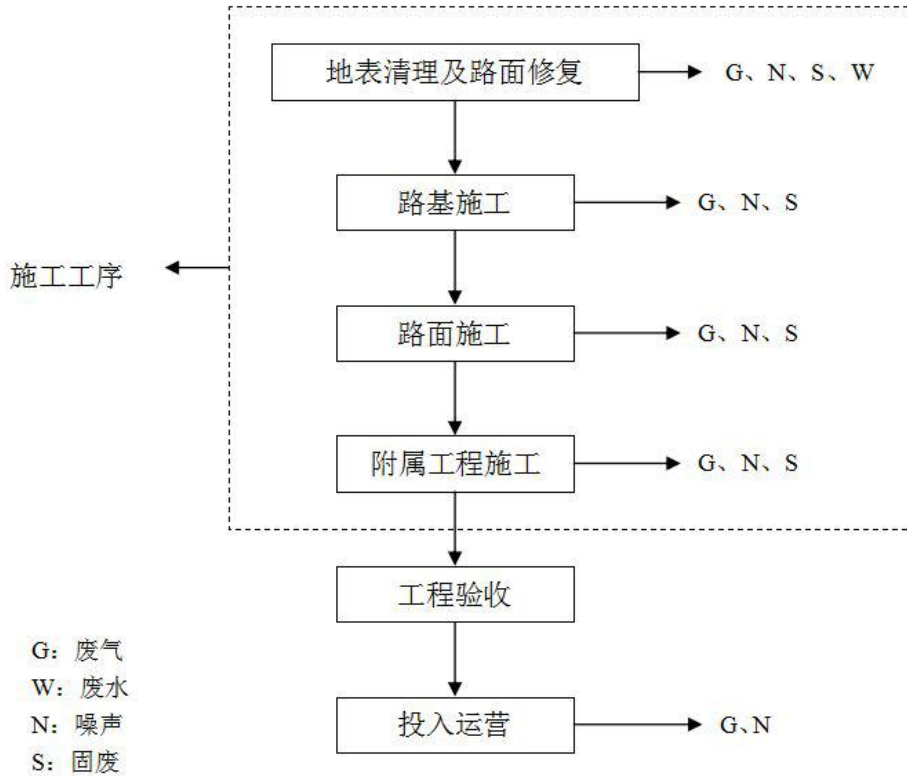 地表清理及路面修复
G、N、S、W
路基施工
G、N、S
施工工序
路面施工
G、N、S
附属工程施工
G、N、S
工程验收
G：废气
W：废水
N：噪声
S：固废
投入运营
G、N